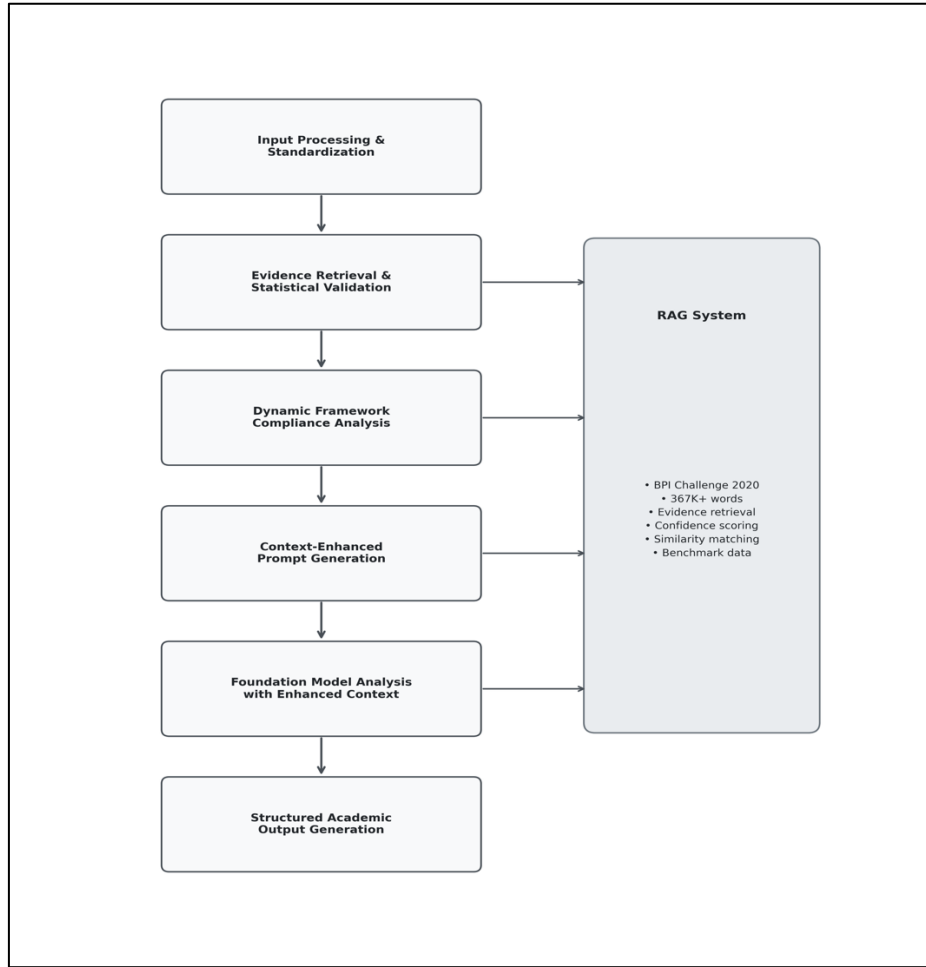 Input Processing &
Standardization
Evidence Retrieval &
Statistical Validation
RAG System
Dynamic Framework
Compliance Analysis
• BPI Challenge 2020
• 367K+ words
• Evidence retrieval
• Confidence scoring
• Similarity matching
• Benchmark data
Context-Enhanced
Prompt Generation
Foundation Model Analysis
with Enhanced Context
Structured Academic
Output Generation